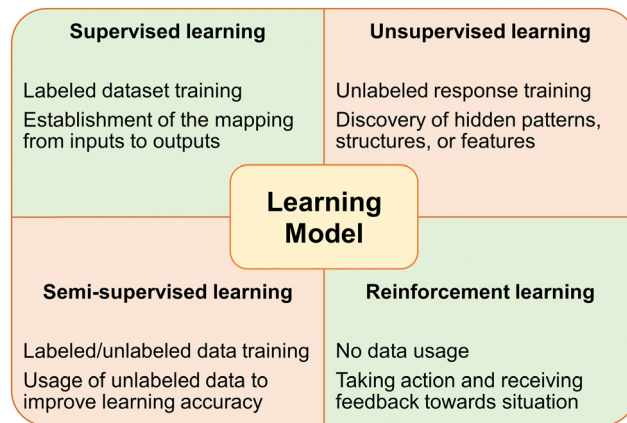 Supervised learning
Labeled dataset training
Establishment of the mapping
from inputs to outputs
Unsupervised learning
Unlabeled response training
Discovery of hidden patterns,
structures, or features
Learning
Model
Semi-supervised learning
Labeled/unlabeled data training
Usage of unlabeled data to
improve learning accuracy
Reinforcement learning
No data usage
Taking action and receiving
feedback towards situation